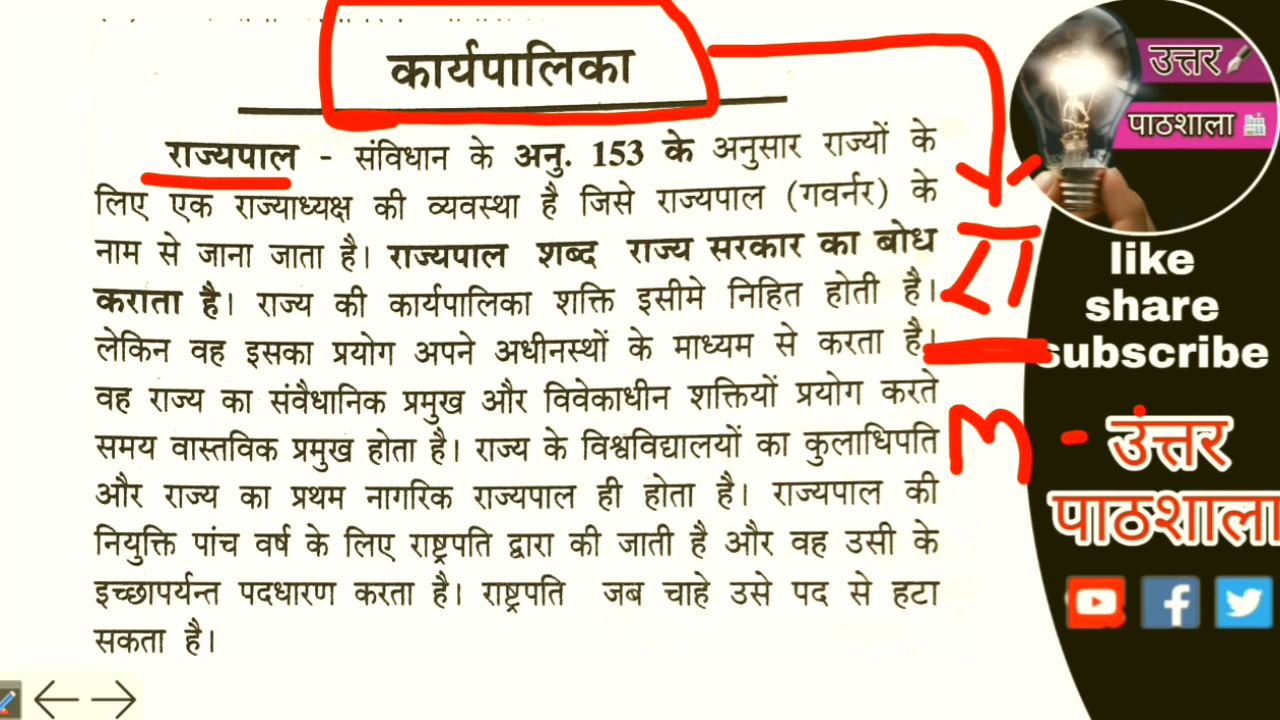 कार्यपालिका
राज्यपाल - संविधान के अनु. 153 के अनुसार राज्यों के
लिए एक राज्याध्यक्ष की व्यवस्था है जिसे राज्यपाल (गवर्नर) के
नाम से जाना जाता है। राज्यपाल शब्द राज्य सरकार का बोध
कराता है। राज्य की कार्यपालिका शक्ति इसीमे निहित होती है।
लेकिन वह इसका प्रयोग अपने अधीनस्थों के माध्यम से करता है।
वह राज्य का संवैधानिक प्रमुख और विवेकाधीन शक्तियों प्रयोग करते
समय वास्तविक प्रमुख होता है। राज्य के विश्वविद्यालयों का कुलाधिपति
और राज्य का प्रथम नागरिक राज्यपाल ही होता है। राज्यपाल की
नियुक्ति पांच वर्ष के लिए राष्ट्रपति द्वारा की जाती है और वह उसी के
इच्छापर्यन्त पदधारण करता है। राष्ट्रपति जब चाहे उसे पद से हटा
सकता है।
उत्तर
पाठशाला
like
share
subscribe
उत्तर
पाठशाला